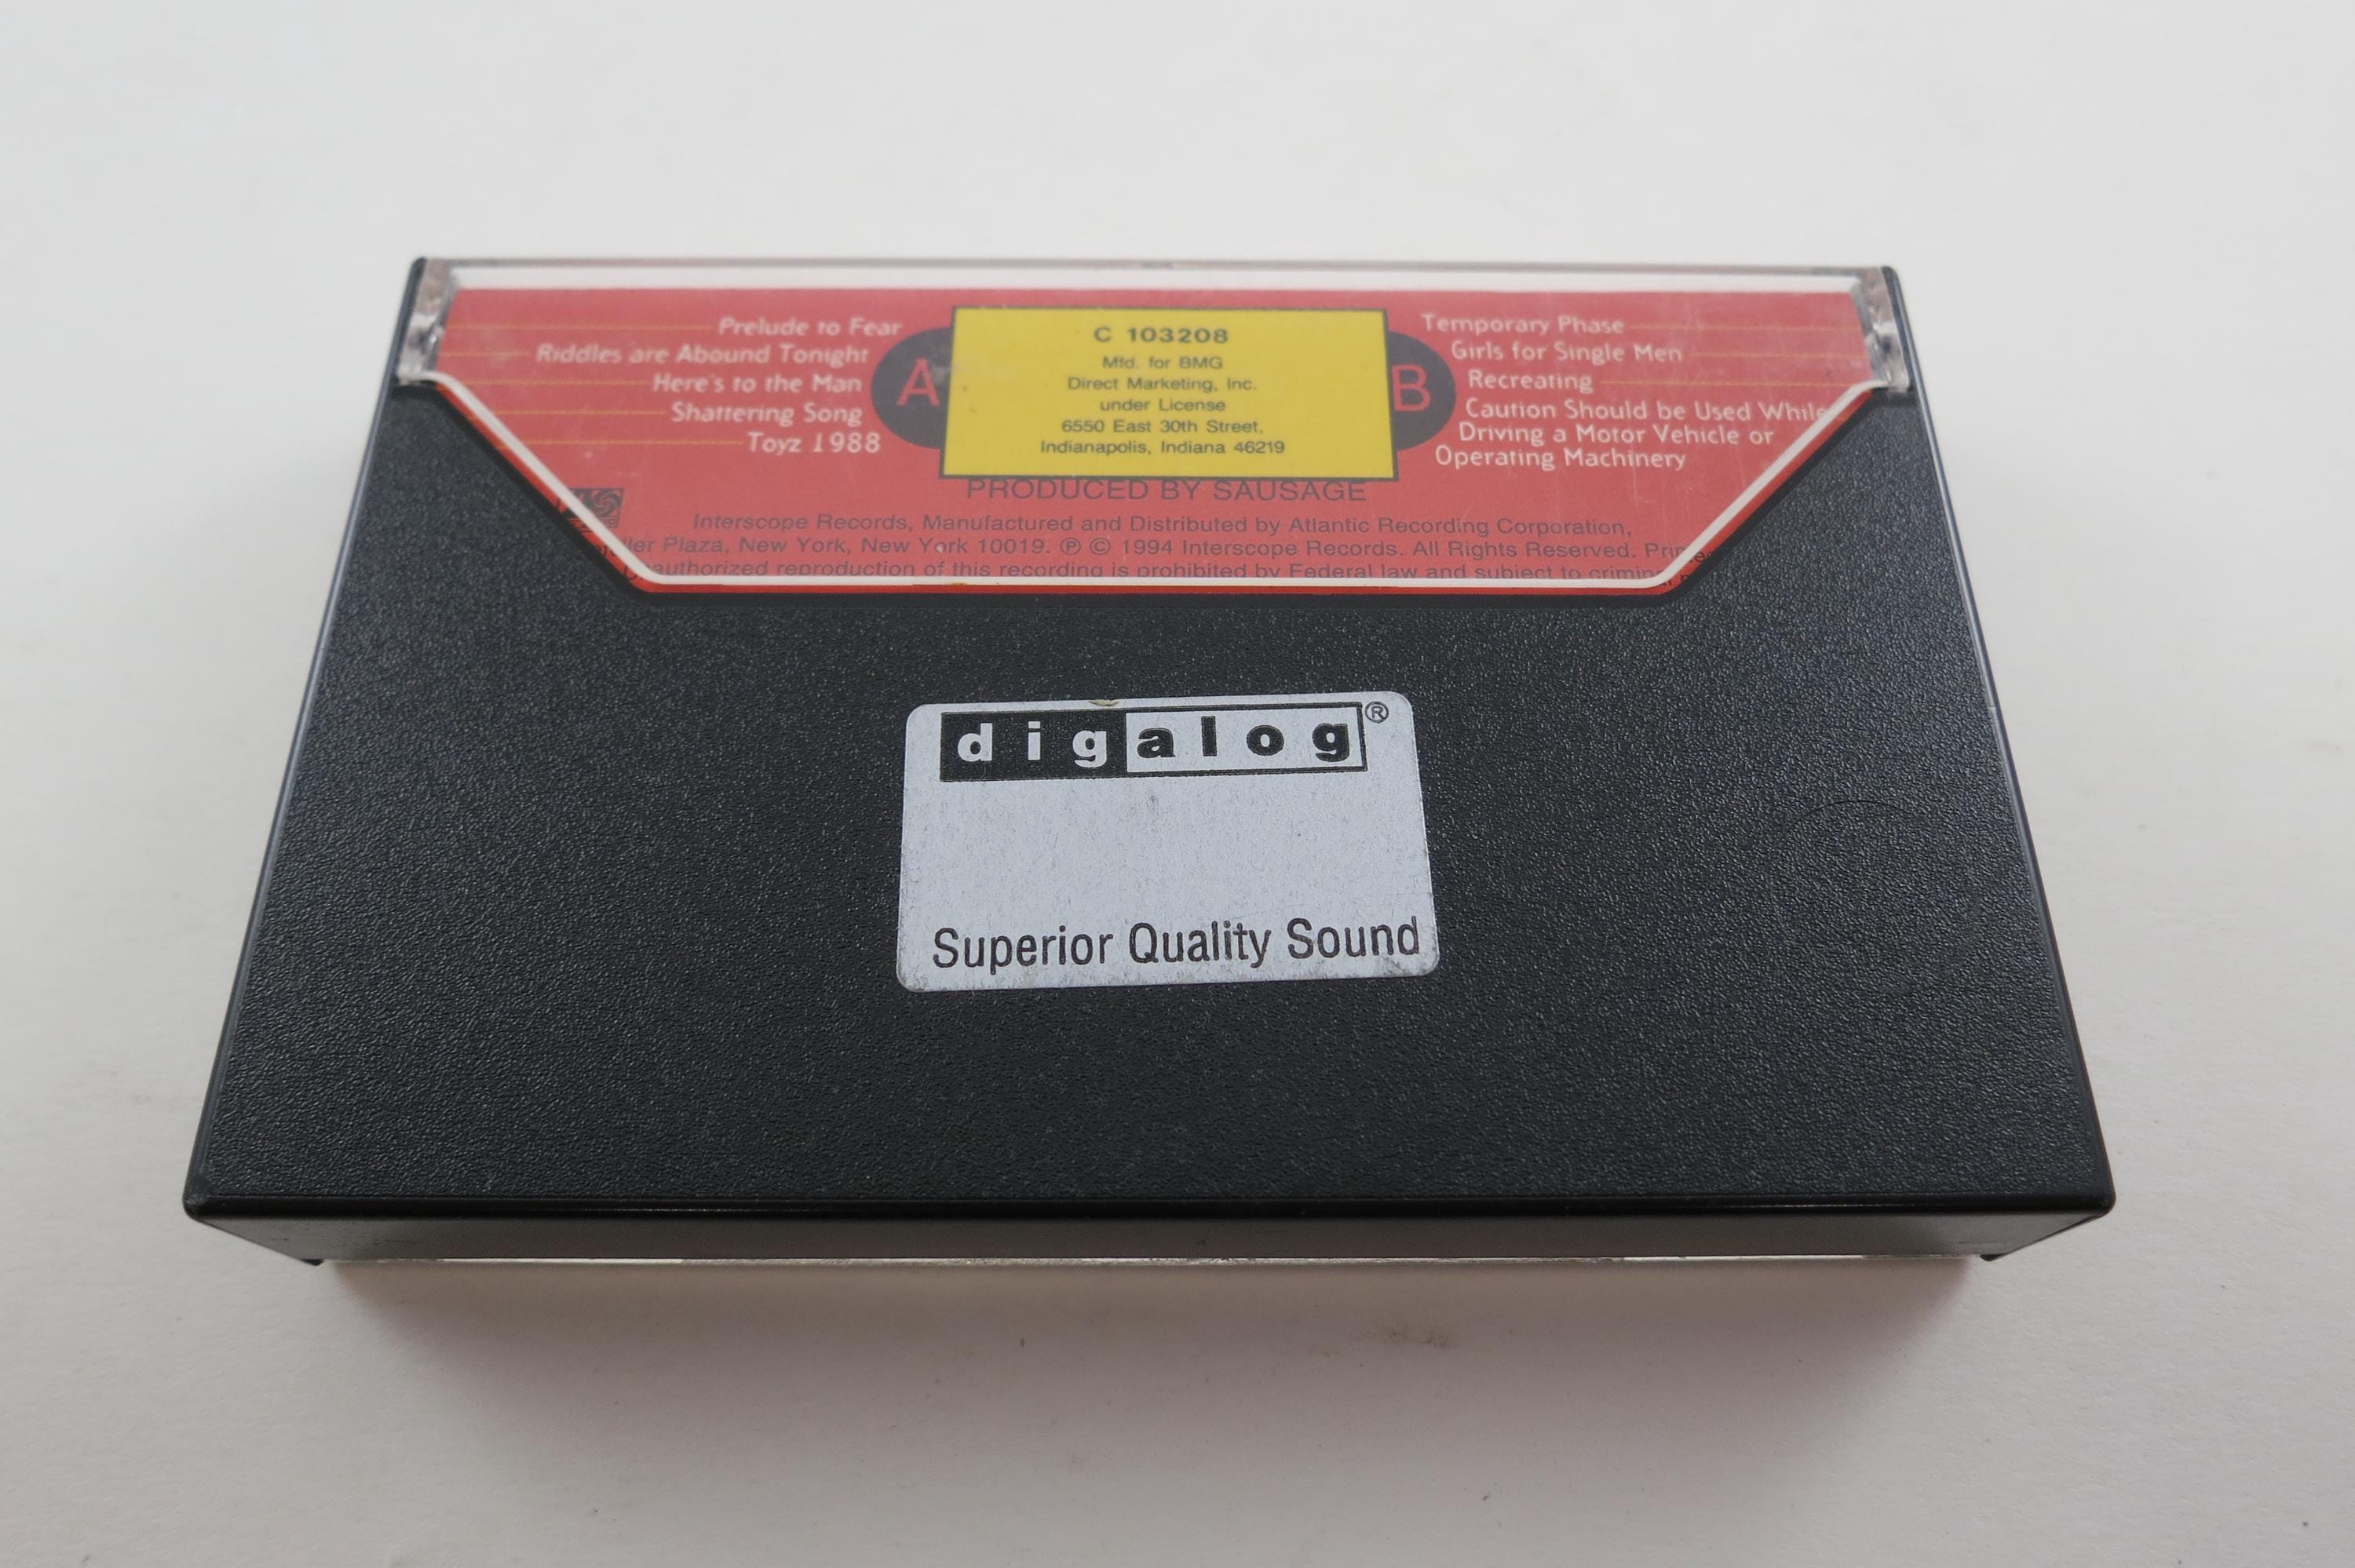 Prelude to Fear
Riddles are Abound Tonight
Here's to the Man
Shattering Song
Toyz 1988
A
C 103208
Mfd. for BMG
Direct Marketing, Inc.
under License
6550 East 30th Street,
Indianapolis, Indiana 46219
B
Temporary Phase
Girls for Single Men
Recreating
Caution Should be Used While
Driving a Motor Vehicle or
Operating Machinery
PRODUCED BY SAUSAGE
Interscope Records, Manufactured and Distributed by Atlantic Recording Corporation,
Plaza, New York, New York 10019. ℗ © 1994 Interscope Records. All Rights Reserved.
reproduction of this recording is prohibited by Federal law and subject to
digalog®
Superior Quality Sound